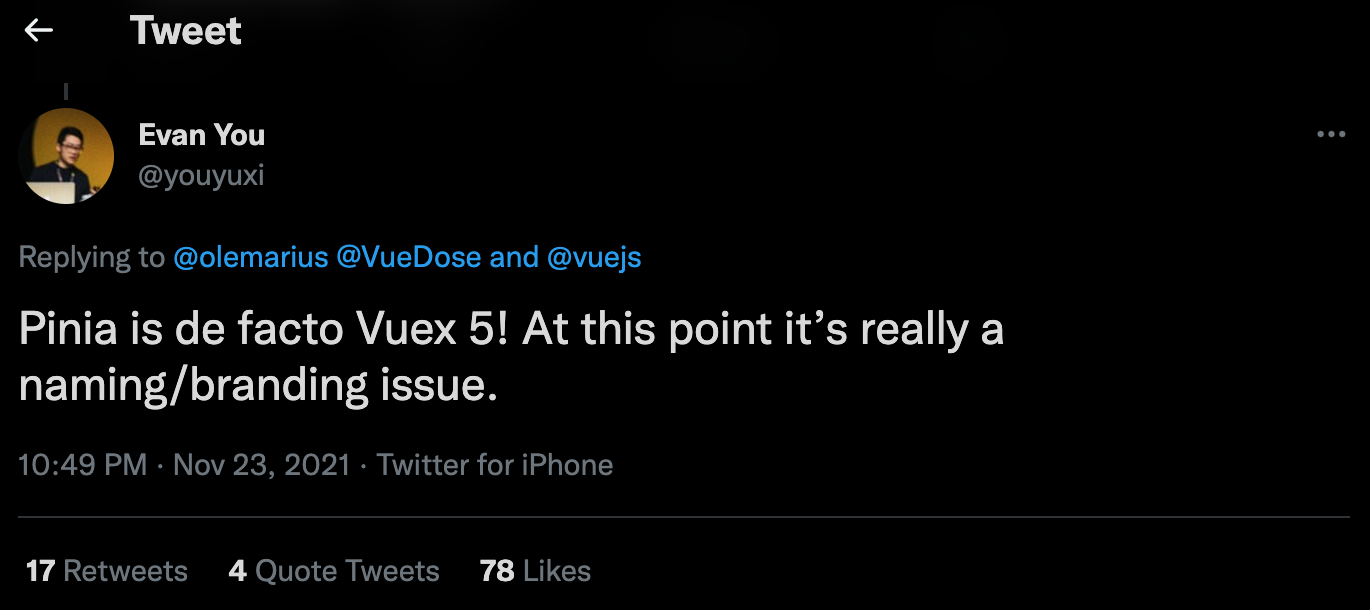 Tweet
Evan You
@youyuxi
Replying to @olemarius @VueDose and @vuejs
Pinia is de facto Vuex 5! At this point it’s really a
naming/branding issue.
10:49 PM · Nov 23, 2021 · Twitter for iPhone
17 Retweets 4 Quote Tweets 78 Likes